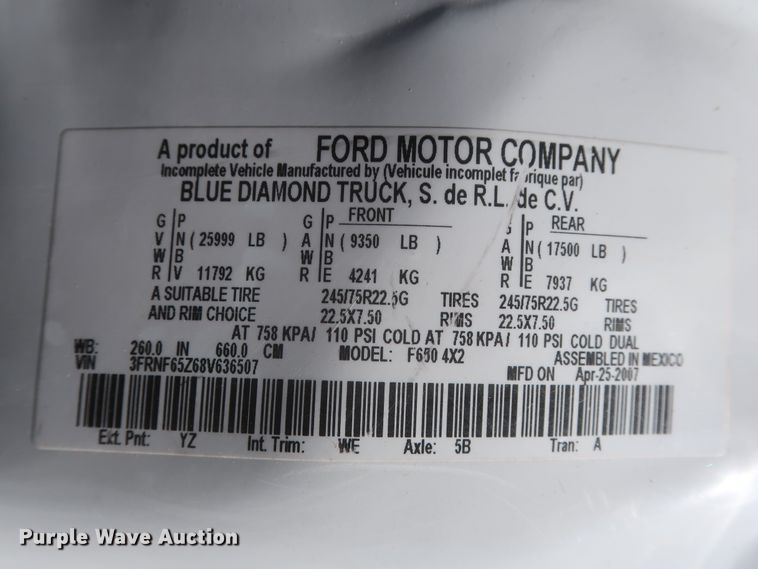 A product of FORD MOTOR COMPANY
Incomplete Vehicle Manufactured by (Vehicule incomplet fabrique par)
BLUE DIAMOND TRUCK, S. de R.L. de C.V.
G P G P FRONT G P REAR
V N ( 25999 LB ) A N ( 9350 LB ) A N ( 17500 LB )
W B W B W B
R V 11792 KG R E 4241 KG R E 7937 KG
A SUITABLE TIRE 245/75R22.5G TIRES 245/75R22.5G TIRES
AND RIM CHOICE 22.5X7.50 RIMS 22.5X7.50 RIMS
AT 758 KPA/ 110 PSI COLD AT 758 KPA/ 110 PSI COLD DUAL
WB: 260.0 IN 660.0 CM MODEL: F650 4X2 ASSEMBLED IN MEXICO
VIN 3FRNF65Z68V636507 MFD ON Apr-25-2007
Ext. Pnt: YZ Int. Trim: WE Axle: 5B Tran: A
Purple Wave Auction